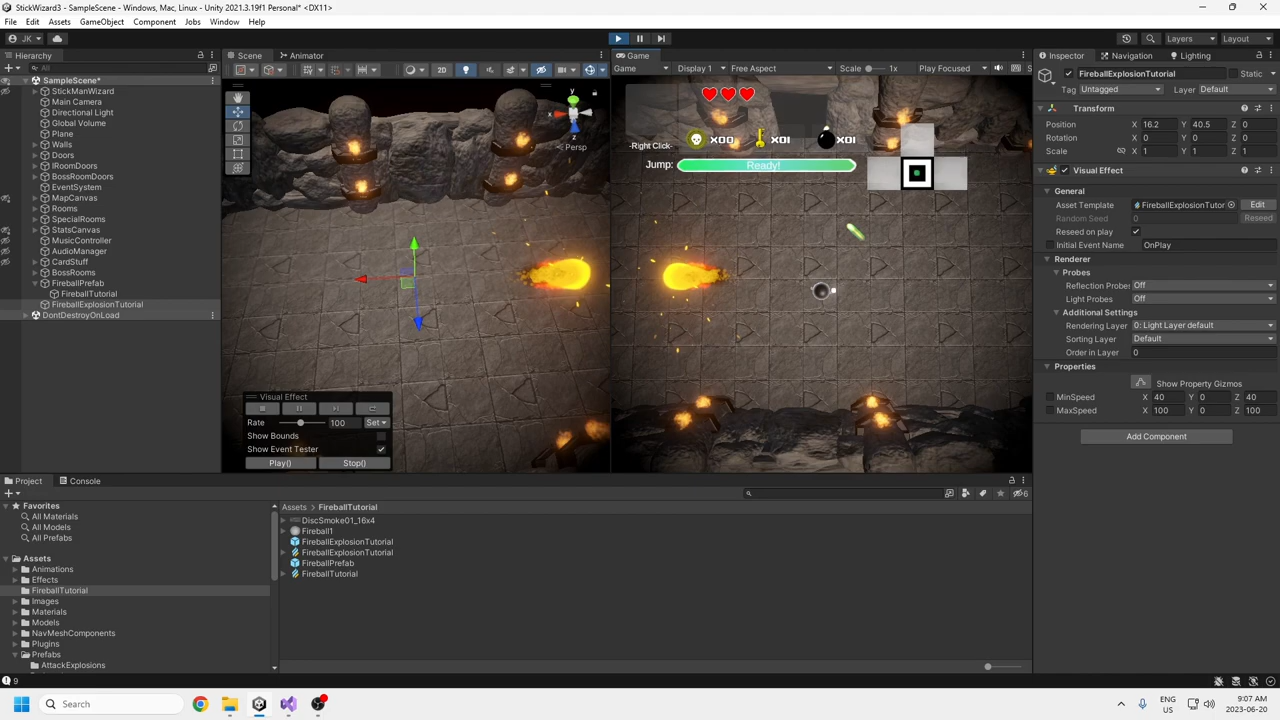 StickWizard3 - SampleScene - Windows, Mac, Linux - Unity 2021.3.19f1 Personal* <DX11>
File Edit Assets GameObject Component Jobs Window Help
JK
Layers Layout
Hierarchy
All
SampleScene*
StickManWizard
Main Camera
Directional Light
Global Volume
Plane
Walls
Doors
IRoomDoors
BossRoomDoors
EventSystem
MapCanvas
Rooms
SpecialRooms
StatsCanvas
MusicController
AudioManager
CardStuff
BossRooms
FireballPrefab
FireballTutorial
FireballExplosionTutorial
DontDestroyOnLoad
Scene Animator
2D
y
x
z
Persp
Visual Effect
Rate 100 Set
Show Bounds
Show Event Tester
Play() Stop()
Game
Game Display 1 Free Aspect Scale 1x Play Focused
X00 X01 X01
-Right Click-
Jump: Ready!
Inspector Navigation Lighting
FireballExplosionTutorial Static
Tag Untagged Layer Default
Transform
Position X 16.2 Y 40.5 Z 0
Rotation X 0 Y 0 Z 0
Scale X 1 Y 1 Z 1
Visual Effect
General
Asset Template FireballExplosionTutor Edit
Random Seed 0 Reseed
Reseed on play
Initial Event Name OnPlay
Renderer
Probes
Reflection Probes Off
Light Probes Off
Additional Settings
Rendering Layer 0: Light Layer default
Sorting Layer Default
Order in Layer 0
Properties
Show Property Gizmos
MinSpeed X 40 Y 0 Z 40
MaxSpeed X 100 Y 0 Z 100
Add Component
Project Console
6
Favorites
All Materials
All Models
All Prefabs
Assets
Animations
Effects
FireballTutorial
Images
Materials
Models
NavMeshComponents
Plugins
Prefabs
AttackExplosions
Assets > FireballTutorial
DiscSmoke01_16x4
Fireball1
FireballExplosionTutorial
FireballExplosionTutorial
FireballPrefab
FireballTutorial
9
Search
ENG
US
9:07 AM
2023-06-20